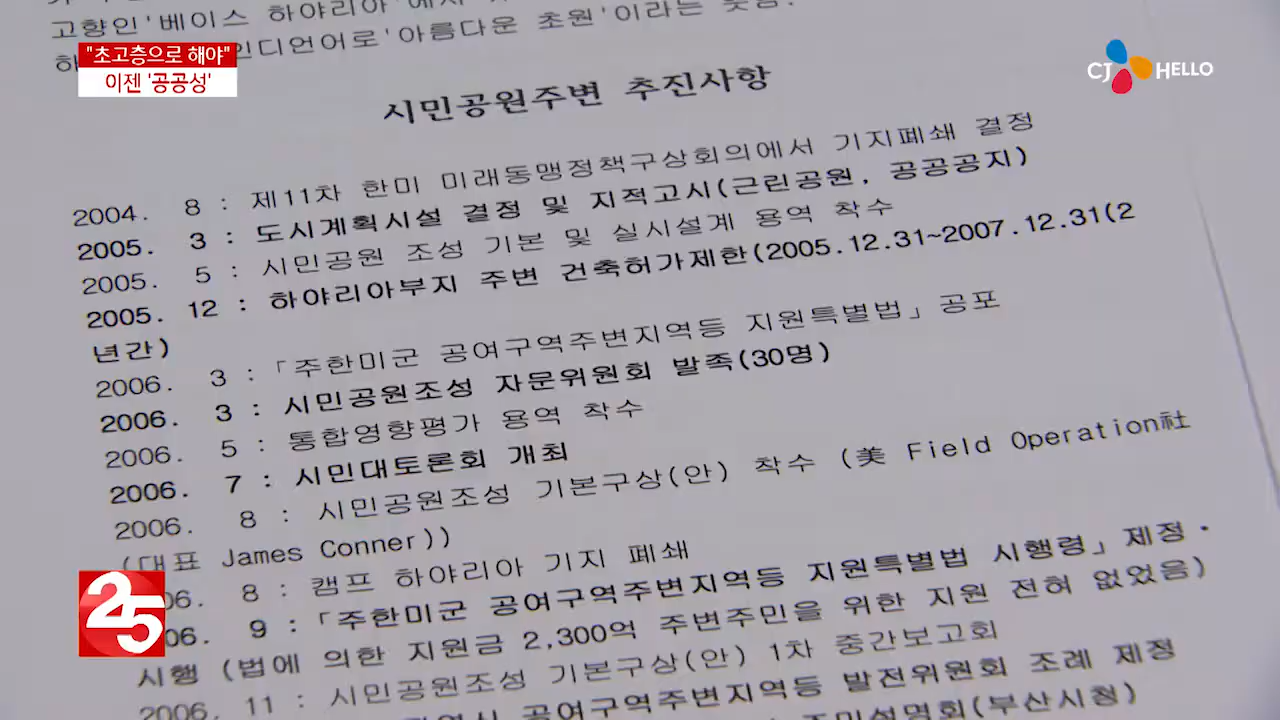 고향인'베이스 하야리아'에서
인디언어로'아름다운 초원'이라는 뜻임.
"초고층으로 해야"
이젠 '공공성'
CJ HELLO
시민공원주변 추진사항
2004. 8 : 제11차 한미 미래동맹정책구상회의에서 기지폐쇄 결정
2005. 3 : 도시계획시설 결정 및 지적고시(근린공원, 공공공지)
2005. 5 : 시민공원 조성 기본 및 실시설계 용역 착수
2005. 12 : 하야리아부지 주변 건축허가제한(2005.12.31~2007.12.31(2
년간)
2006. 3 : 「주한미군 공여구역주변지역등 지원특별법」 공포
2006. 3 : 시민공원조성 자문위원회 발족(30명)
2006. 5 : 통합영향평가 용역 착수
2006. 7 : 시민대토론회 개최
2006. 8 : 시민공원조성 기본구상(안) 착수 (美 Field Operation社
(대표 James Conner))
06. 8 : 캠프 하야리아 기지 폐쇄
06. 9 : 「주한미군 공여구역주변지역등 지원특별법 시행령」 제정·
시행 (법에 의한 지원금 2,300억 주변주민을 위한 지원 전혀 없었음)
2006. 11 : 시민공원조성 기본구상(안) 1차 중간보고회
공여구역주변지역등 발전위원회 조례 제정
주민설명회(부산시청)
25